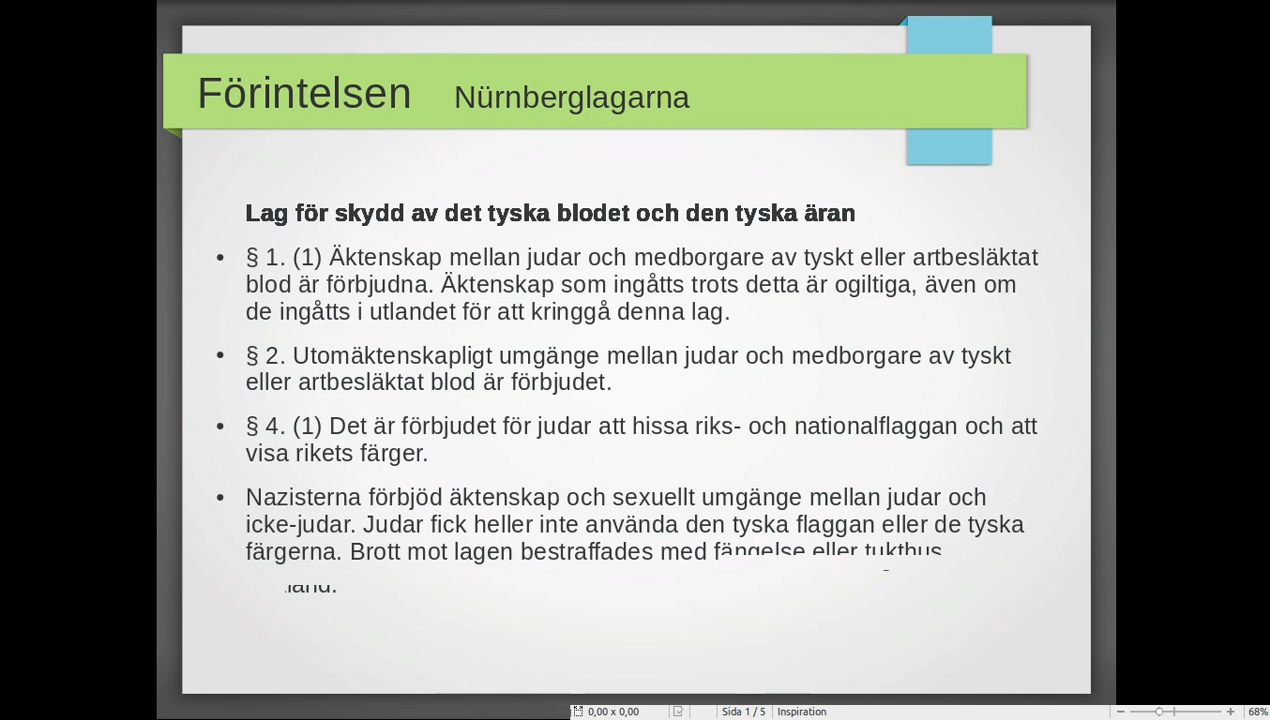 Förintelsen Nürnberglagarna
Lag för skydd av det tyska blodet och den tyska äran
• § 1. (1) Äktenskap mellan judar och medborgare av tyskt eller artbesläktat
blod är förbjudna. Äktenskap som ingåtts trots detta är ogiltiga, även om
de ingåtts i utlandet för att kringgå denna lag.
• § 2. Utomäktenskapligt umgänge mellan judar och medborgare av tyskt
eller artbesläktat blod är förbjudet.
• § 4. (1) Det är förbjudet för judar att hissa riks- och nationalflaggan och att
visa rikets färger.
• Nazisterna förbjöd äktenskap och sexuellt umgänge mellan judar och
icke-judar. Judar fick heller inte använda den tyska flaggan eller de tyska
färgerna. Brott mot lagen bestraffades med fängelse eller tukthus
0,00 x 0,00 Sida 1 / 5 Inspiration 68%